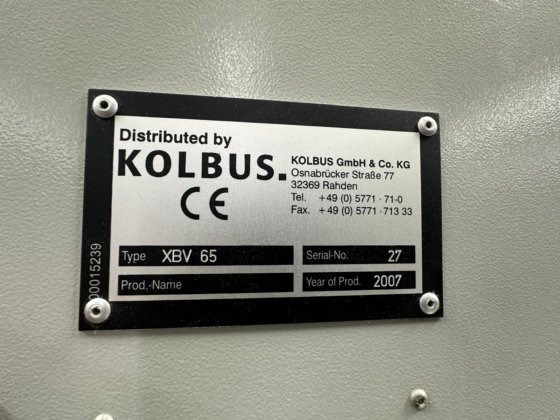 Distributed by
KOLBUS.
CE
KOLBUS GmbH & Co. KG
Osnabrücker Straße 77
32369 Rahden
Tel. +49 (0) 5771 · 71-0
Fax. +49 (0) 5771 · 713 33
Type XBV 65
Serial-No. 27
Prod.-Name
Year of Prod. 2007
00015239